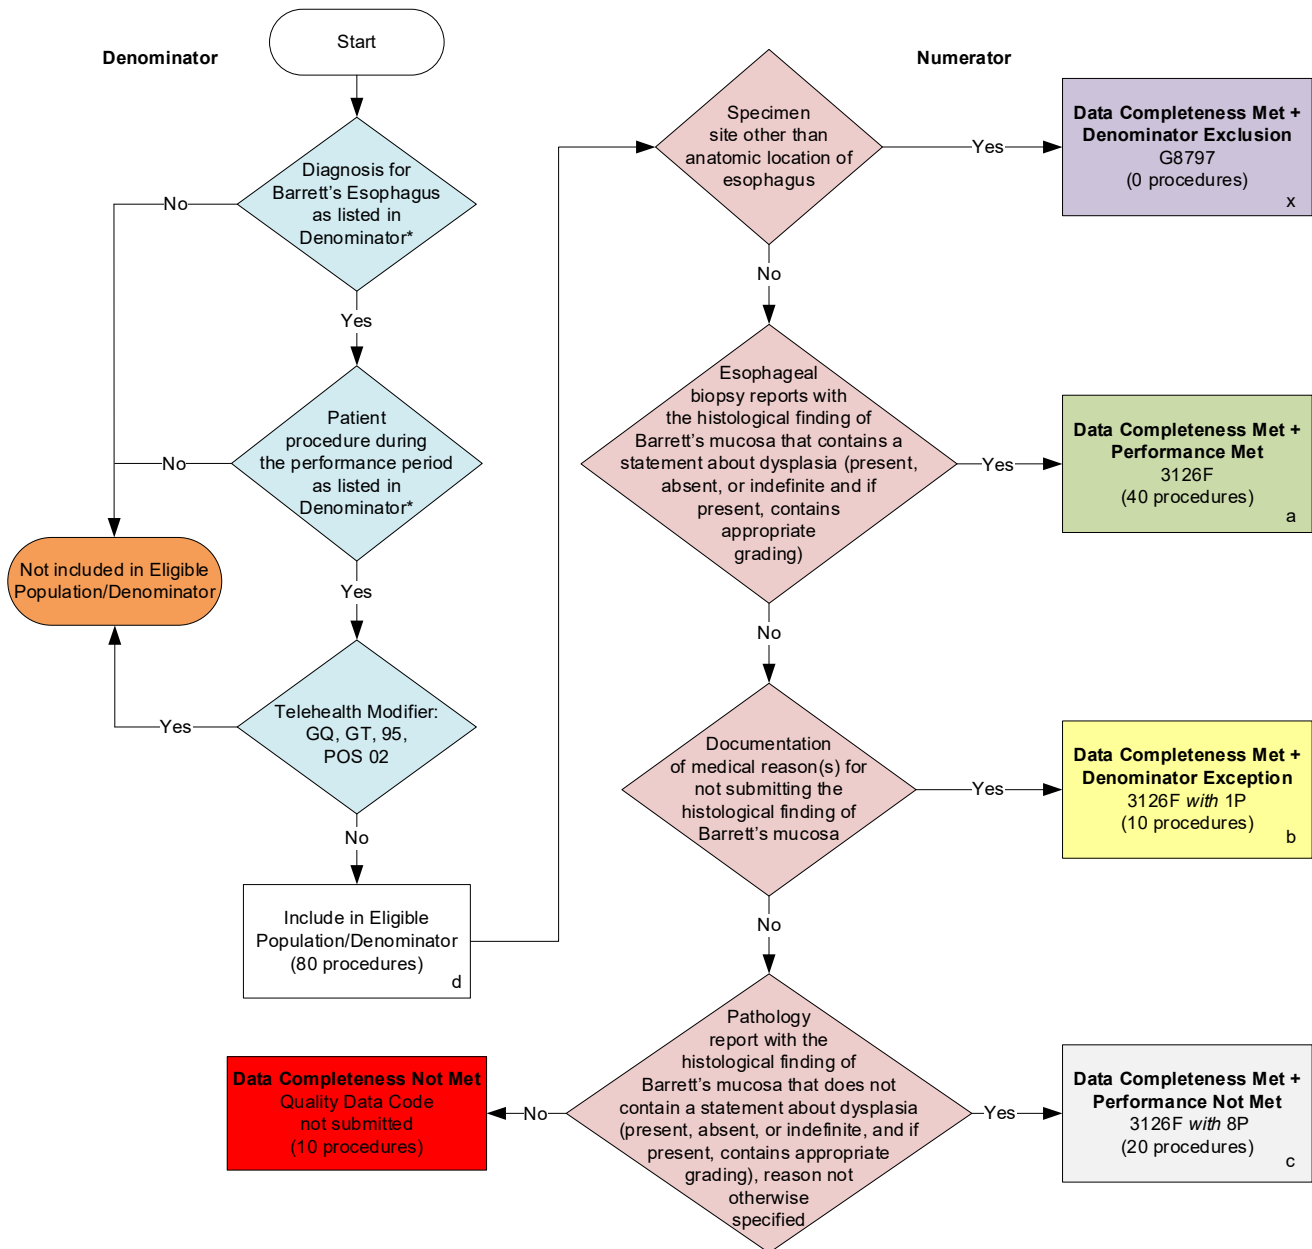 Denominator
Start
Diagnosis for
Barrett's Esophagus
as listed in
Denominator*
No
Yes
Patient
procedure during
the performance period
as listed in
Denominator*
No
Yes
Not included in Eligible
Population/Denominator
Telehealth Modifier:
GQ, GT, 95,
POS 02
Yes
No
Include in Eligible
Population/Denominator
(80 procedures)
d
Numerator
Specimen
site other than
anatomic location of
esophagus
Yes
Data Completeness Met +
Denominator Exclusion
G8797
(0 procedures)
x
No
Esophageal
biopsy reports with
the histological finding of
Barrett's mucosa that contains a
statement about dysplasia (present,
absent, or indefinite and if
present, contains
appropriate
grading)
Yes
Data Completeness Met +
Performance Met
3126F
(40 procedures)
a
No
Documentation
of medical reason(s) for
not submitting the
histological finding of
Barrett's mucosa
Yes
Data Completeness Met +
Denominator Exception
3126F with 1P
(10 procedures)
b
No
Pathology
report with the
histological finding of
Barrett's mucosa that does not
contain a statement about dysplasia
(present, absent, or indefinite, and if
present, contains appropriate
grading), reason not
otherwise
specified
Yes
Data Completeness Met +
Performance Not Met
3126F with 8P
(20 procedures)
c
No
Data Completeness Not Met
Quality Data Code
not submitted
(10 procedures)